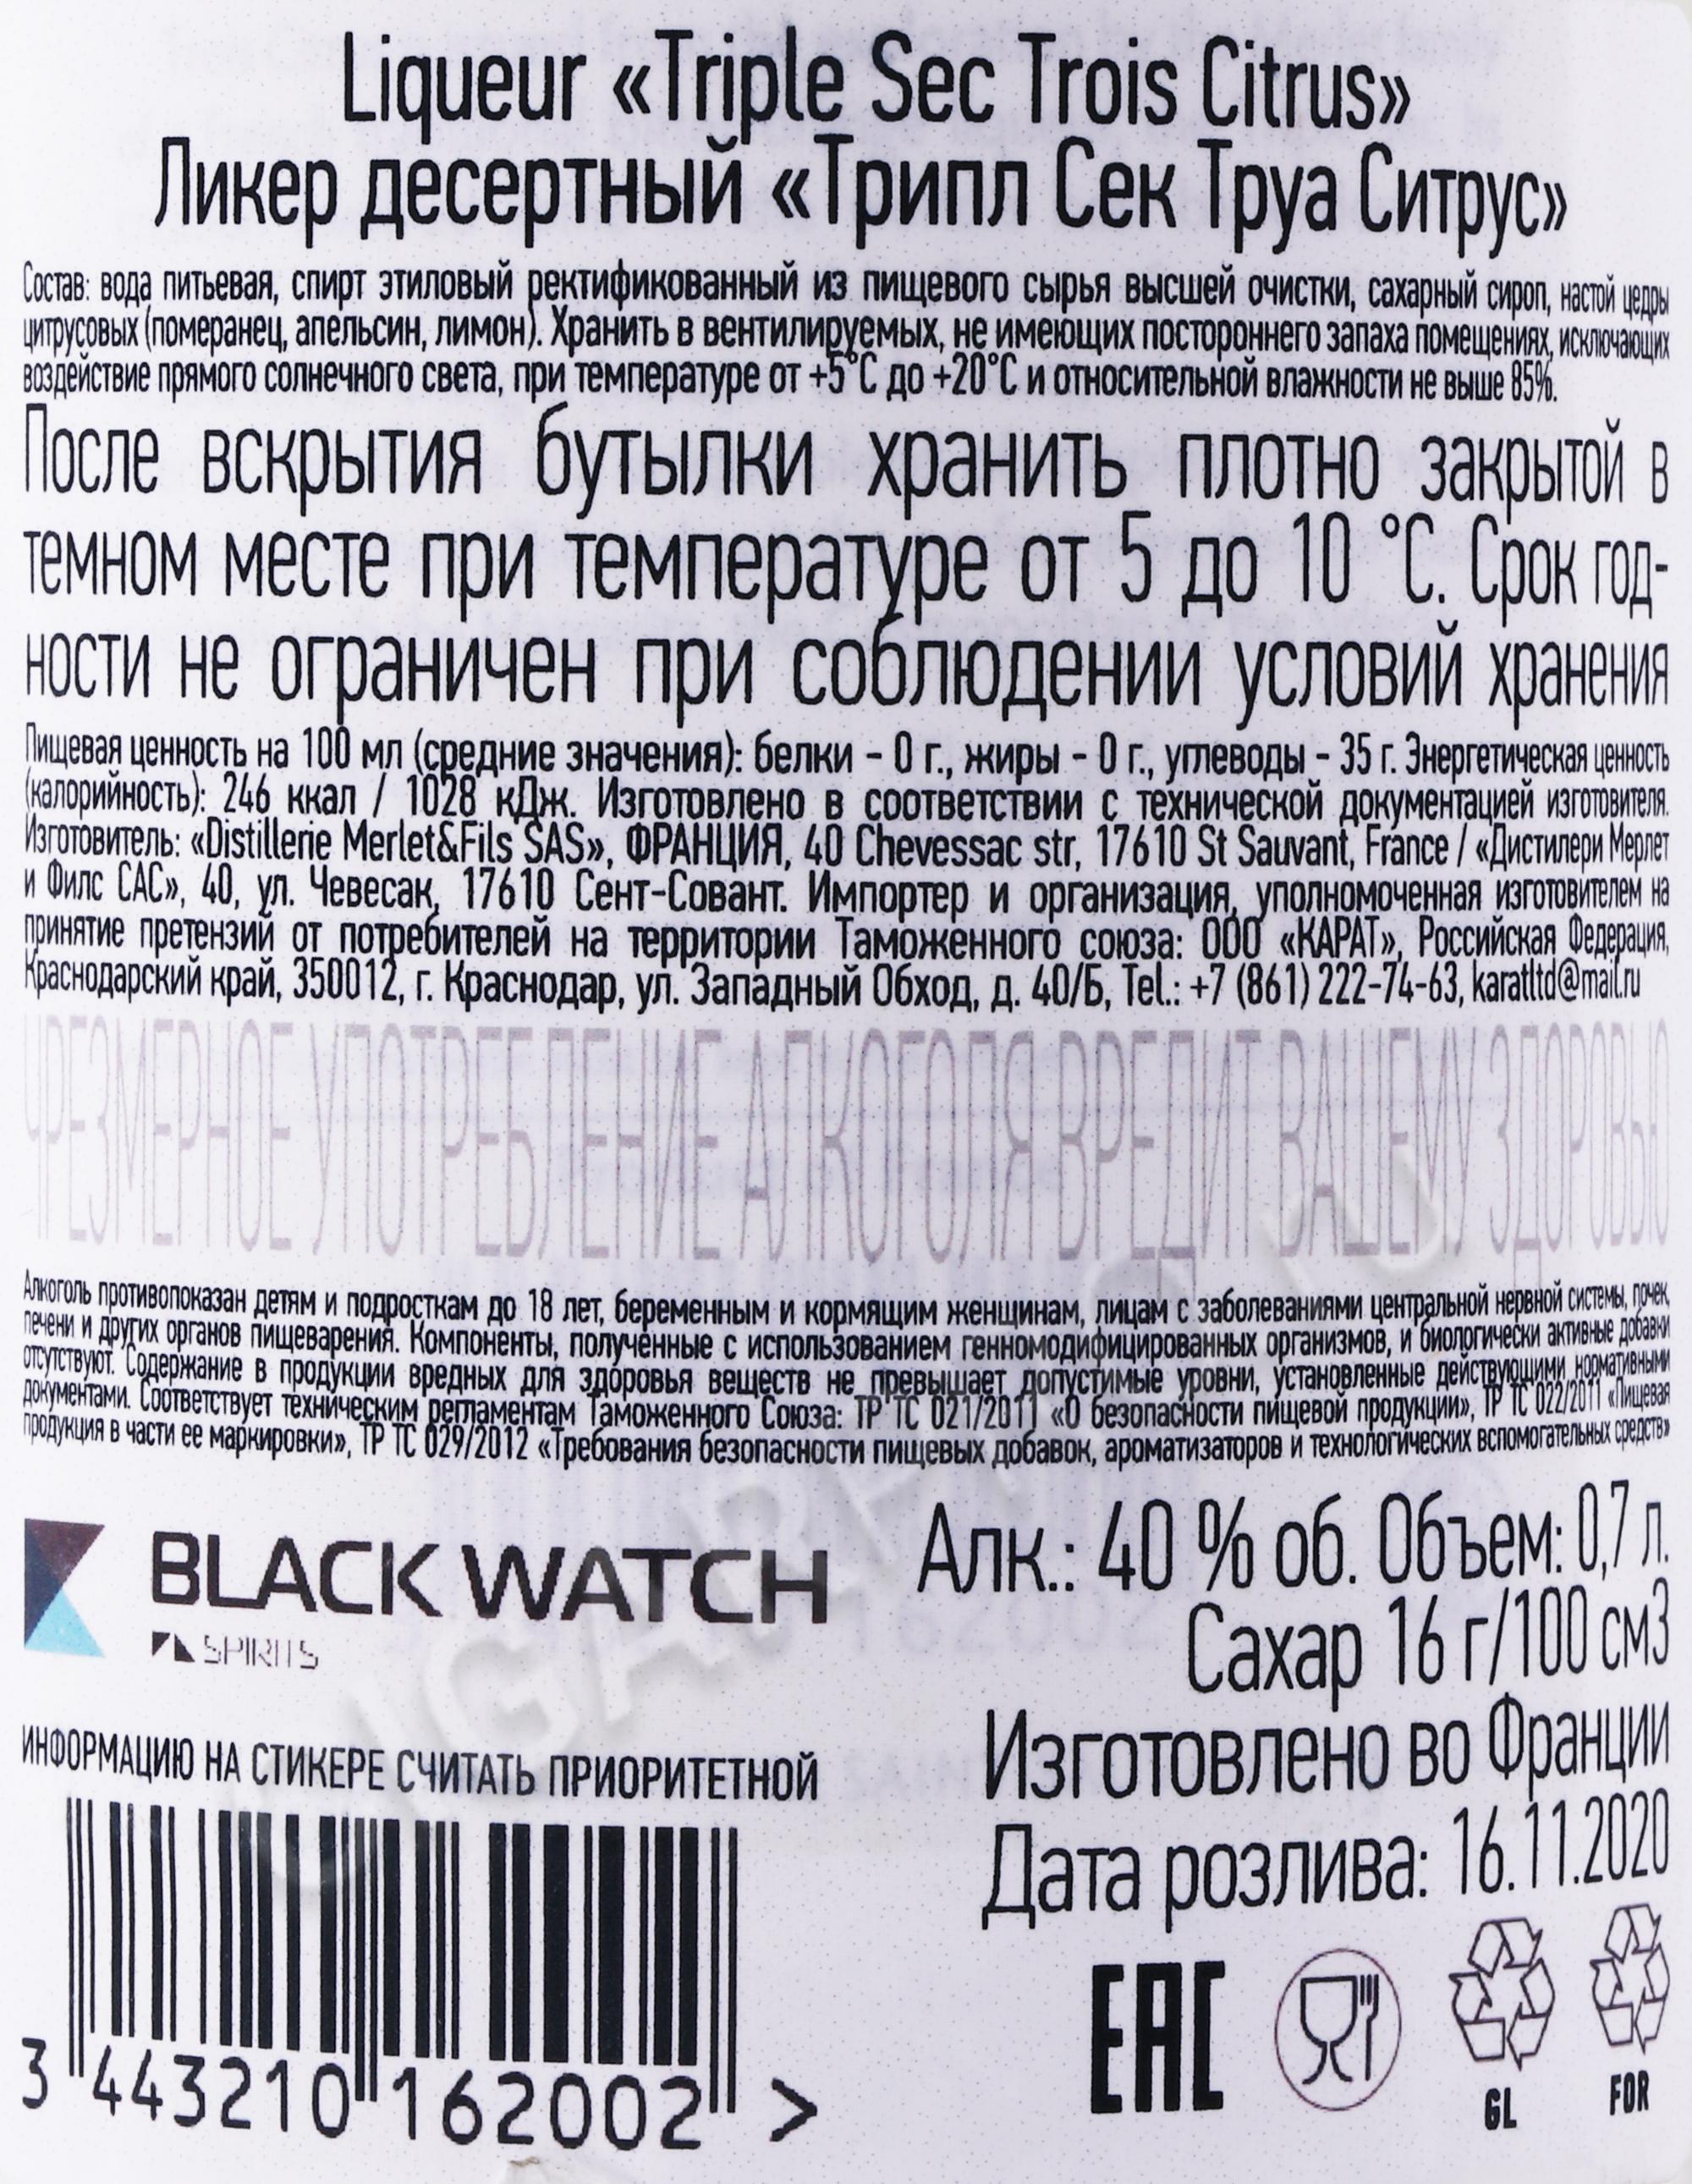 Liqueur «Triple Sec Trois Citrus»
Ликер десертный «Трипл Сек Труа Ситрус»
Состав: вода питьевая, спирт этиловый ректификованный из пищевого сырья высшей очистки, сахарный сироп, настой цедры
цитрусовых (померанец, апельсин, лимон). Хранить в вентилируемых, не имеющих постороннего запаха помещениях, исключающих
воздействие прямого солнечного света, при температуре от +5°С до +20°С и относительной влажности не выше 85%.
После вскрытия бутылки хранить плотно закрытой в
темном месте при температуре от 5 до 10 °С. Срок год-
ности не ограничен при соблюдении условий хранения
Пищевая ценность на 100 мл (средние значения): белки - 0 г., жиры - 0 г., углеводы - 35 г. Энергетическая ценность
(калорийность): 246 ккал / 1028 кДж. Изготовлено в соответствии с технической документацией изготовителя.
Изготовитель: «Distillerie Merlet&Fils SAS», ФРАНЦИЯ, 40 Chevessac str, 17610 St Sauvant, France / «Дистилери Мерлет
и Филс САС», 40, ул. Чевесак, 17610 Сент-Совант. Импортер и организация, уполномоченная изготовителем на
принятие претензий от потребителей на территории Таможенного союза: ООО «КАРАТ», Российская Федерация,
Краснодарский край, 350012, г. Краснодар, ул. Западный Обход, д. 40/Б, Tel.: +7 (861) 222-74-63, karatltd@mail.ru
ЧРЕЗМЕРНОЕ УПОТРЕБЛЕНИЕ АЛКОГОЛЯ ВРЕДИТ ВАШЕМУ ЗДОРОВЬЮ
Алкоголь противопоказан детям и подросткам до 18 лет, беременным и кормящим женщинам, лицам с заболеваниями центральной нервной системы, почек,
печени и других органов пищеварения. Компоненты, полученные с использованием генномодифицированных организмов, и биологически активные добавки
отсутствуют. Содержание в продукции вредных для здоровья веществ не превышает допустимые уровни, установленные действующими нормативными
документами. Соответствует техническим регламентам Таможенного Союза: ТР ТС 021/2011 «О безопасности пищевой продукции», ТР ТС 022/2011 «Пищевая
продукция в части ее маркировки», ТР ТС 029/2012 «Требования безопасности пищевых добавок, ароматизаторов и технологических вспомогательных средств»
BLACK WATCH
SPIRITS
Алк.: 40 % об. Объем: 0,7 л.
Сахар 16 г/100 см3
Изготовлено во Франции
Дата розлива: 16.11.2020
ИНФОРМАЦИЮ НА СТИКЕРЕ СЧИТАТЬ ПРИОРИТЕТНОЙ
3 443210 162002 >
EAC
GL
FOR